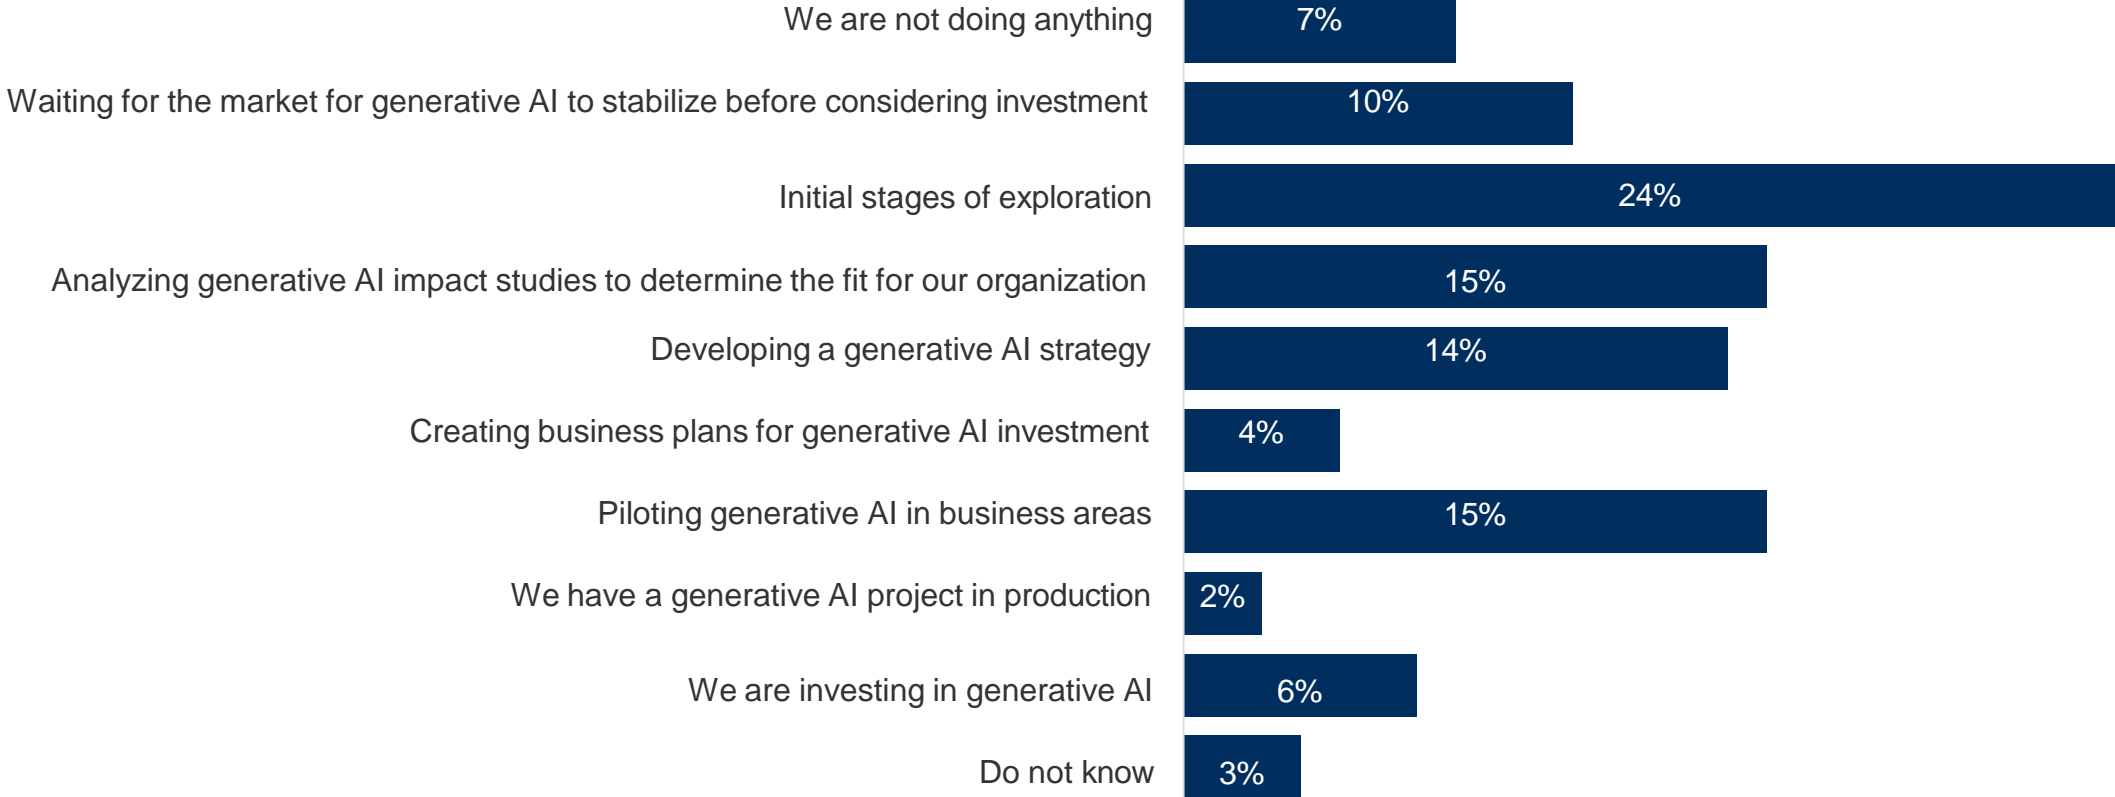 We are not doing anything 7%
Waiting for the market for generative AI to stabilize before considering investment 10%
Initial stages of exploration 24%
Analyzing generative AI impact studies to determine the fit for our organization 15%
Developing a generative AI strategy 14%
Creating business plans for generative AI investment 4%
Piloting generative AI in business areas 15%
We have a generative AI project in production 2%
We are investing in generative AI 6%
Do not know 3%